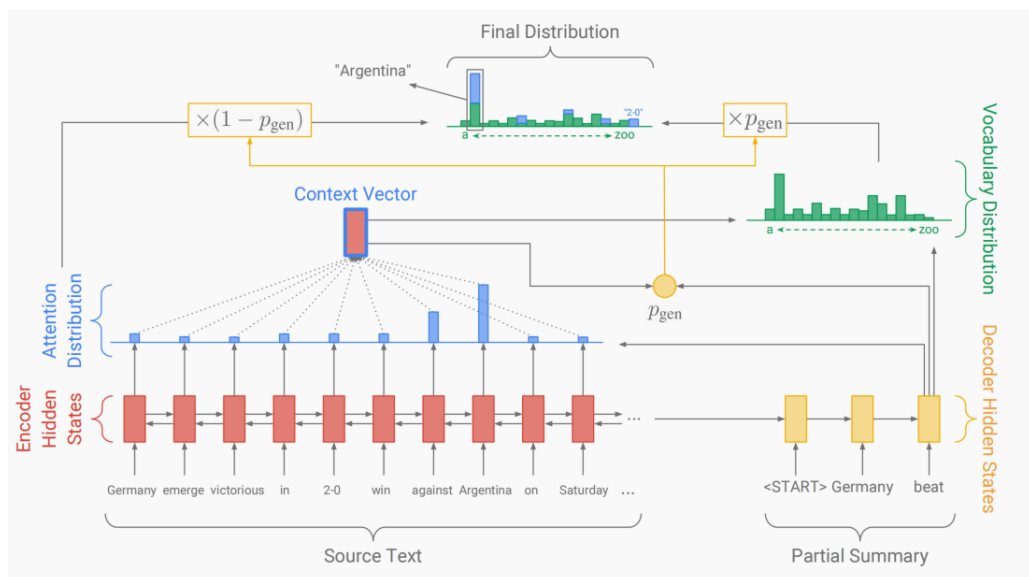 Final Distribution
"Argentina"
×(1 − p_gen)
"2-0"
a
zoo
×p_gen
Context Vector
a
zoo
Vocabulary Distribution
Attention
Distribution
p_gen
Encoder
Hidden
States
Decoder Hidden States
...
Germany emerge victorious in 2-0 win against Argentina on Saturday ...
<START> Germany beat
Source Text
Partial Summary